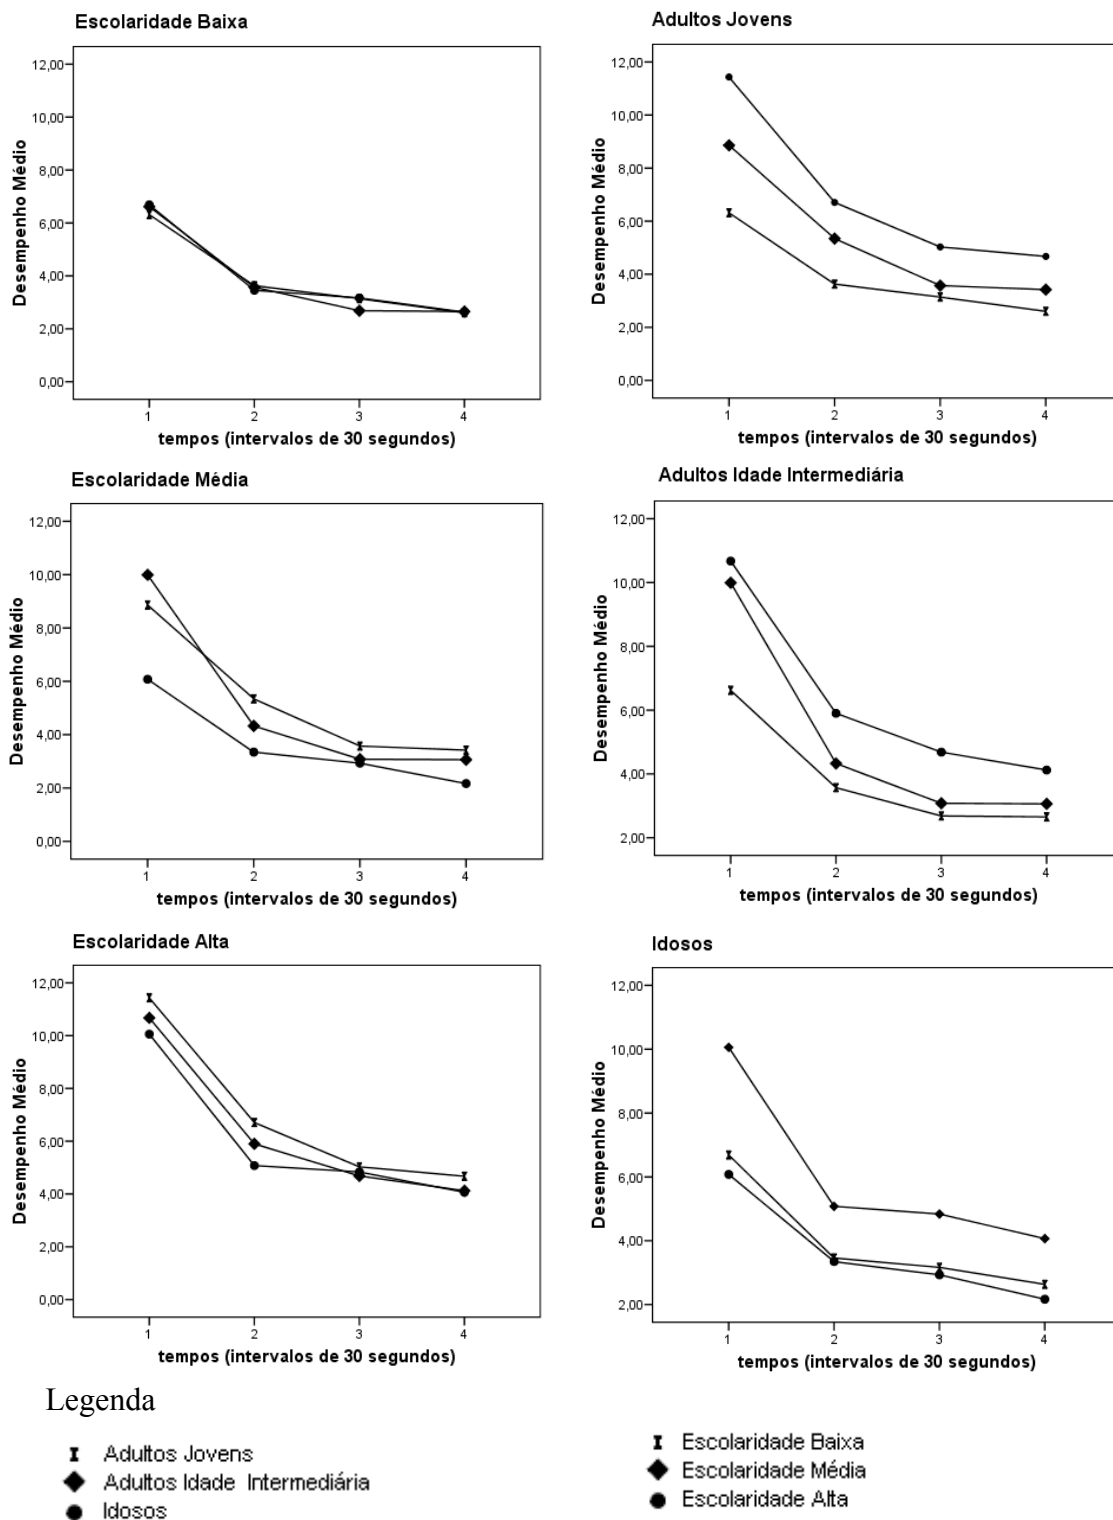 Escolaridade Baixa
12,00
10,00
8,00
6,00
4,00
2,00
0,00
Desempenho Médio
1 2 3 4
tempos (intervalos de 30 segundos)
Adultos Jovens
12,00
10,00
8,00
6,00
4,00
2,00
0,00
Desempenho Médio
1 2 3 4
tempos (intervalos de 30 segundos)
Escolaridade Média
12,00
10,00
8,00
6,00
4,00
2,00
0,00
Desempenho Médio
1 2 3 4
tempos (intervalos de 30 segundos)
Adultos Idade Intermediária
12,00
10,00
8,00
6,00
4,00
2,00
Desempenho Médio
1 2 3 4
tempos (intervalos de 30 segundos)
Escolaridade Alta
12,00
10,00
8,00
6,00
4,00
2,00
0,00
Desempenho Médio
1 2 3 4
tempos (intervalos de 30 segundos)
Idosos
12,00
10,00
8,00
6,00
4,00
2,00
Desempenho Médio
1 2 3 4
tempos (intervalos de 30 segundos)
Legenda
Adultos Jovens
Adultos Idade Intermediária
Idosos
Escolaridade Baixa
Escolaridade Média
Escolaridade Alta